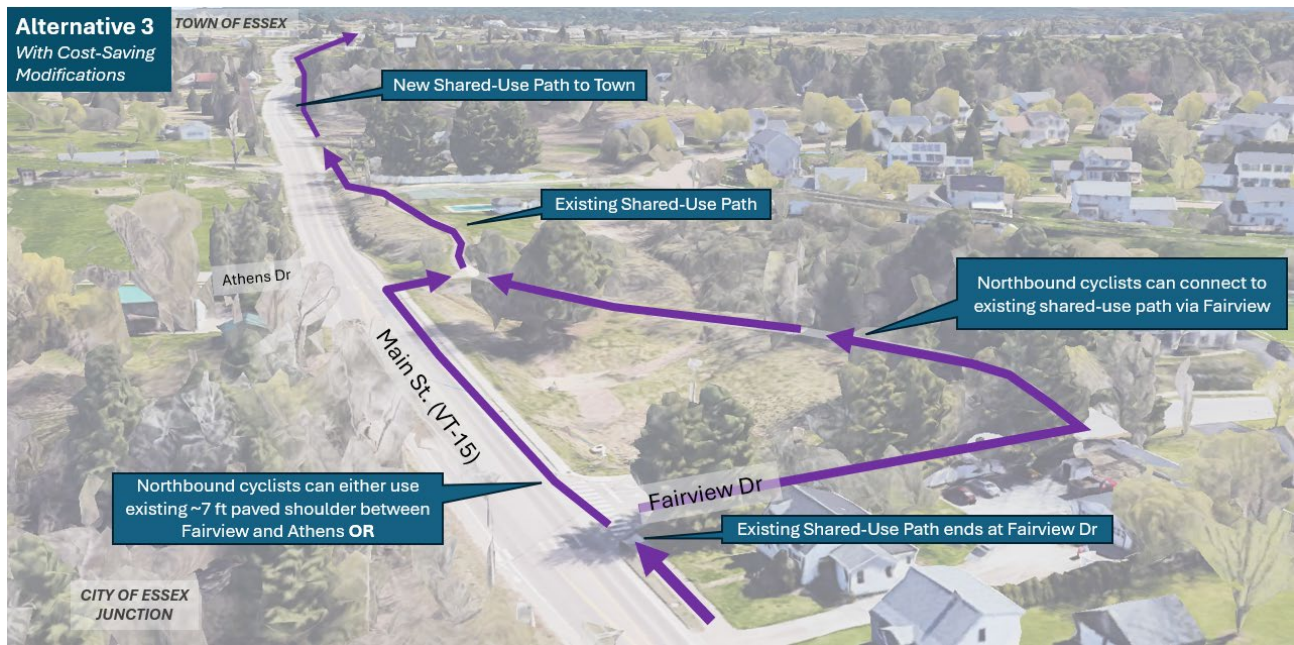 Alternative 3
With Cost-Saving
Modifications
TOWN OF ESSEX
New Shared-Use Path to Town
Existing Shared-Use Path
Athens Dr
Northbound cyclists can connect to
existing shared-use path via Fairview
Main St. (VT-15)
Northbound cyclists can either use
existing ~7 ft paved shoulder between
Fairview and Athens OR
Fairview Dr
Existing Shared-Use Path ends at Fairview Dr
CITY OF ESSEX
JUNCTION